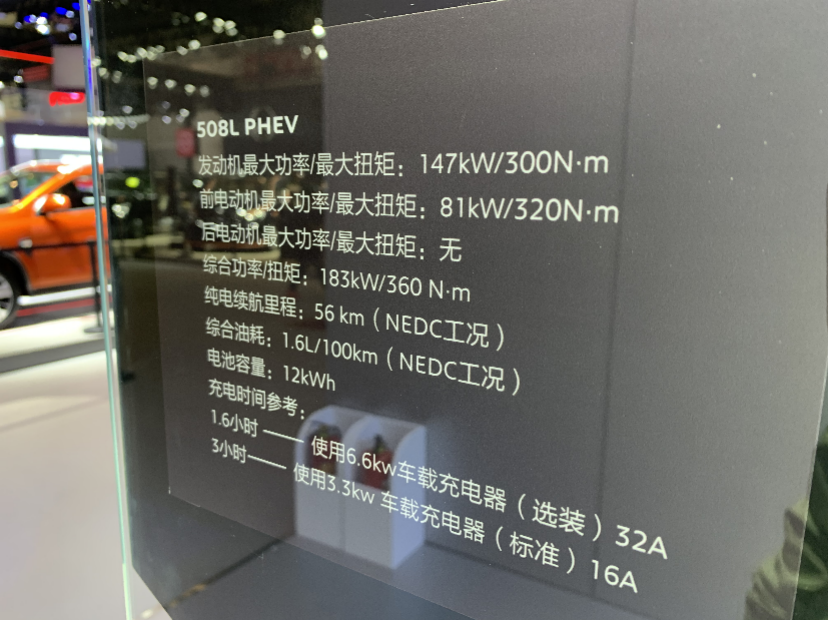 508L PHEV
发动机最大功率/最大扭矩：147kW/300N·m
前电动机最大功率/最大扭矩：81kW/320N·m
后电动机最大功率/最大扭矩：无
综合功率/扭矩：183kW/360 N·m
纯电续航里程：56 km（NEDC工况）
综合油耗：1.6L/100km（NEDC工况）
电池容量：12kWh
充电时间参考：
1.6小时 —— 使用6.6kw车载充电器（选装）32A
3小时—— 使用3.3kw 车载充电器（标准）16A